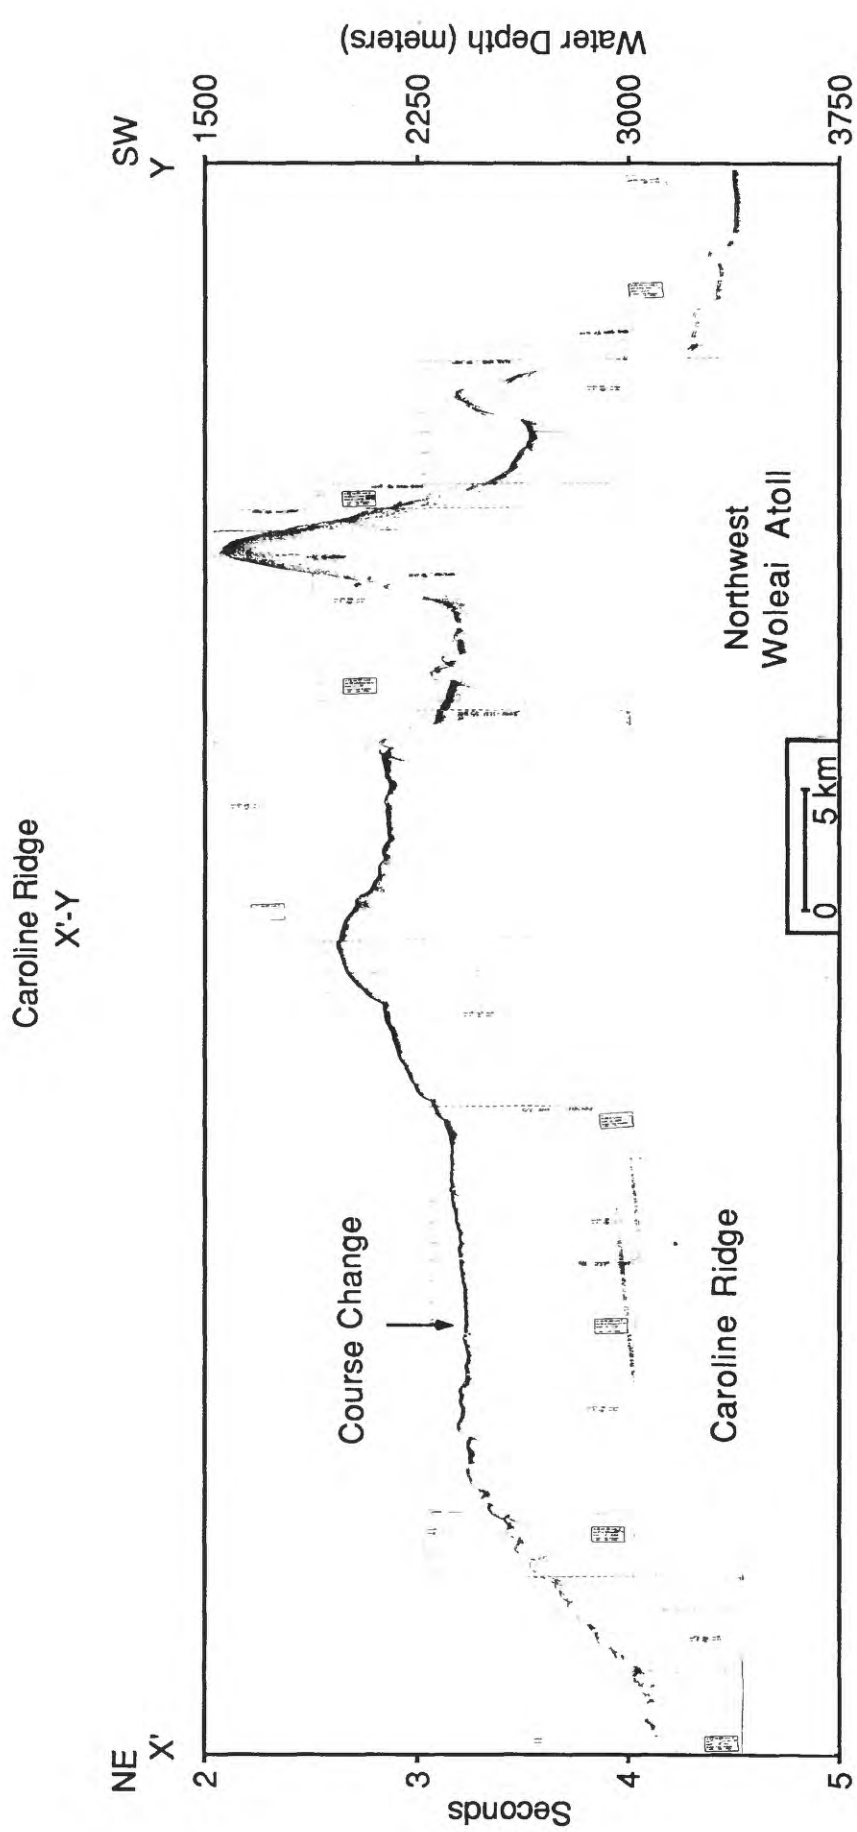 Caroline Ridge
X'-Y
NE
X'
SW
Y
2
3
4
5
Seconds
1500
2250
3000
3750
Water Depth (meters)
Course Change
Caroline Ridge
Northwest
Woleai Atoll
0
5 km